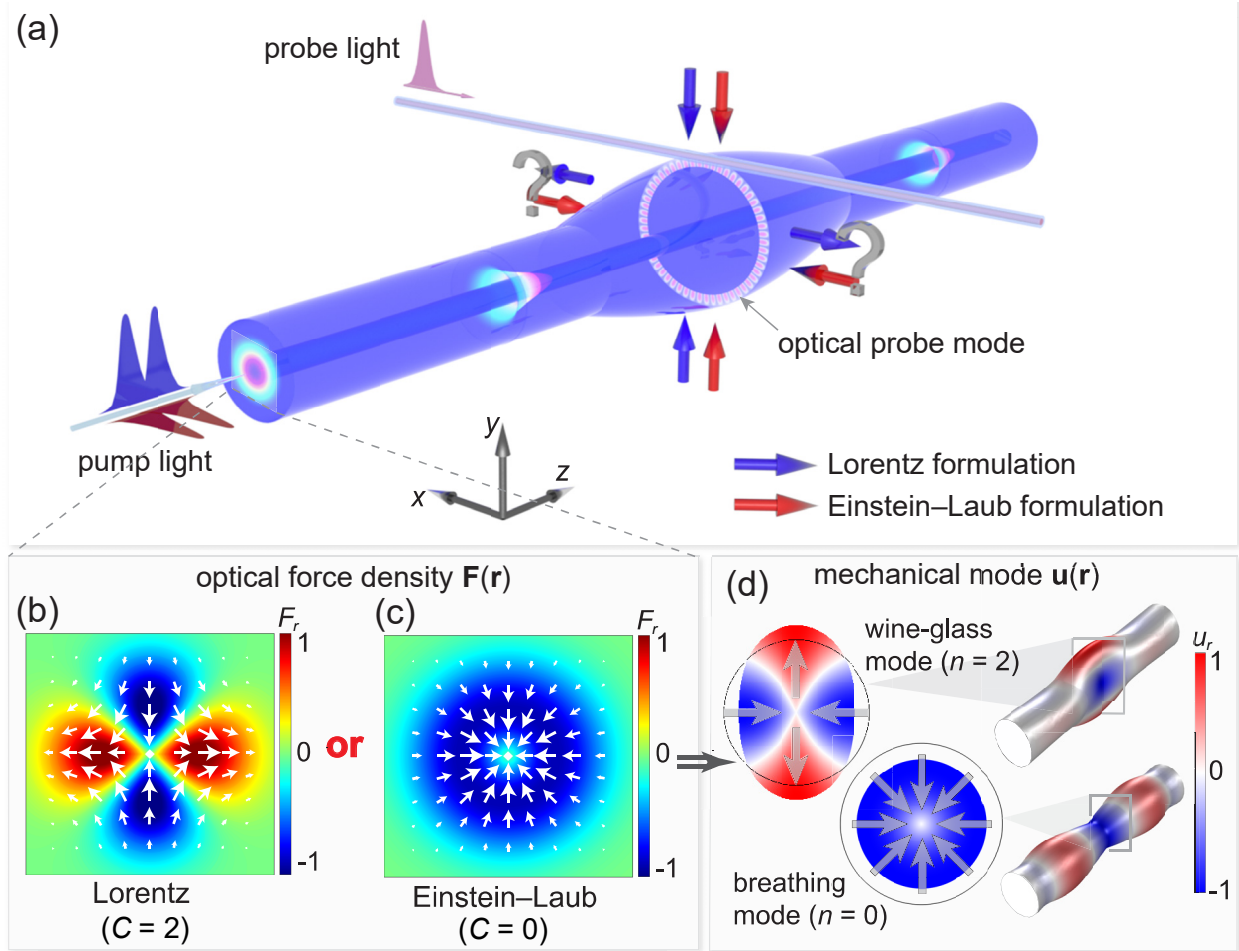 (a)
probe light
optical probe mode
pump light
y
x
z
Lorentz formulation
Einstein–Laub formulation
optical force density F(r)
(b)
F_r
1
0
-1
Lorentz
(C = 2)
or
(c)
F_r
1
0
-1
Einstein–Laub
(C = 0)
mechanical mode u(r)
(d)
wine-glass
mode (n = 2)
breathing
mode (n = 0)
u_r
1
0
-1
? ?